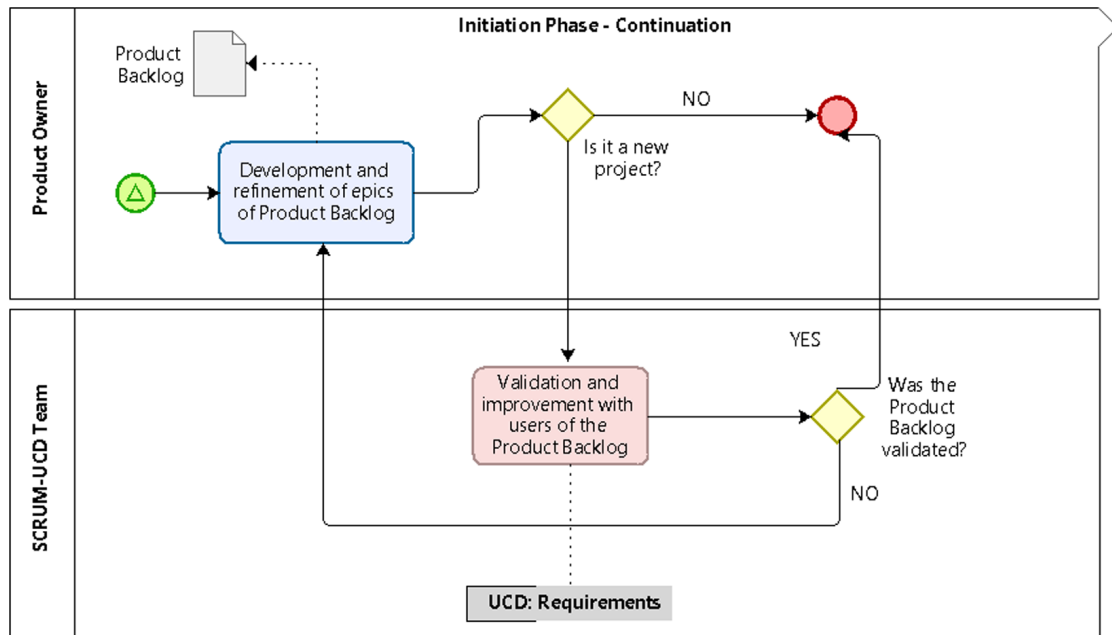 Initiation Phase - Continuation
Product Owner
Product
Backlog
Development and
refinement of epics
of Product Backlog
NO
Is it a new
project?
SCRUM-UCD Team
YES
Validation and
improvement with
users of the
Product Backlog
Was the
Product
Backlog
validated?
NO
UCD: Requirements